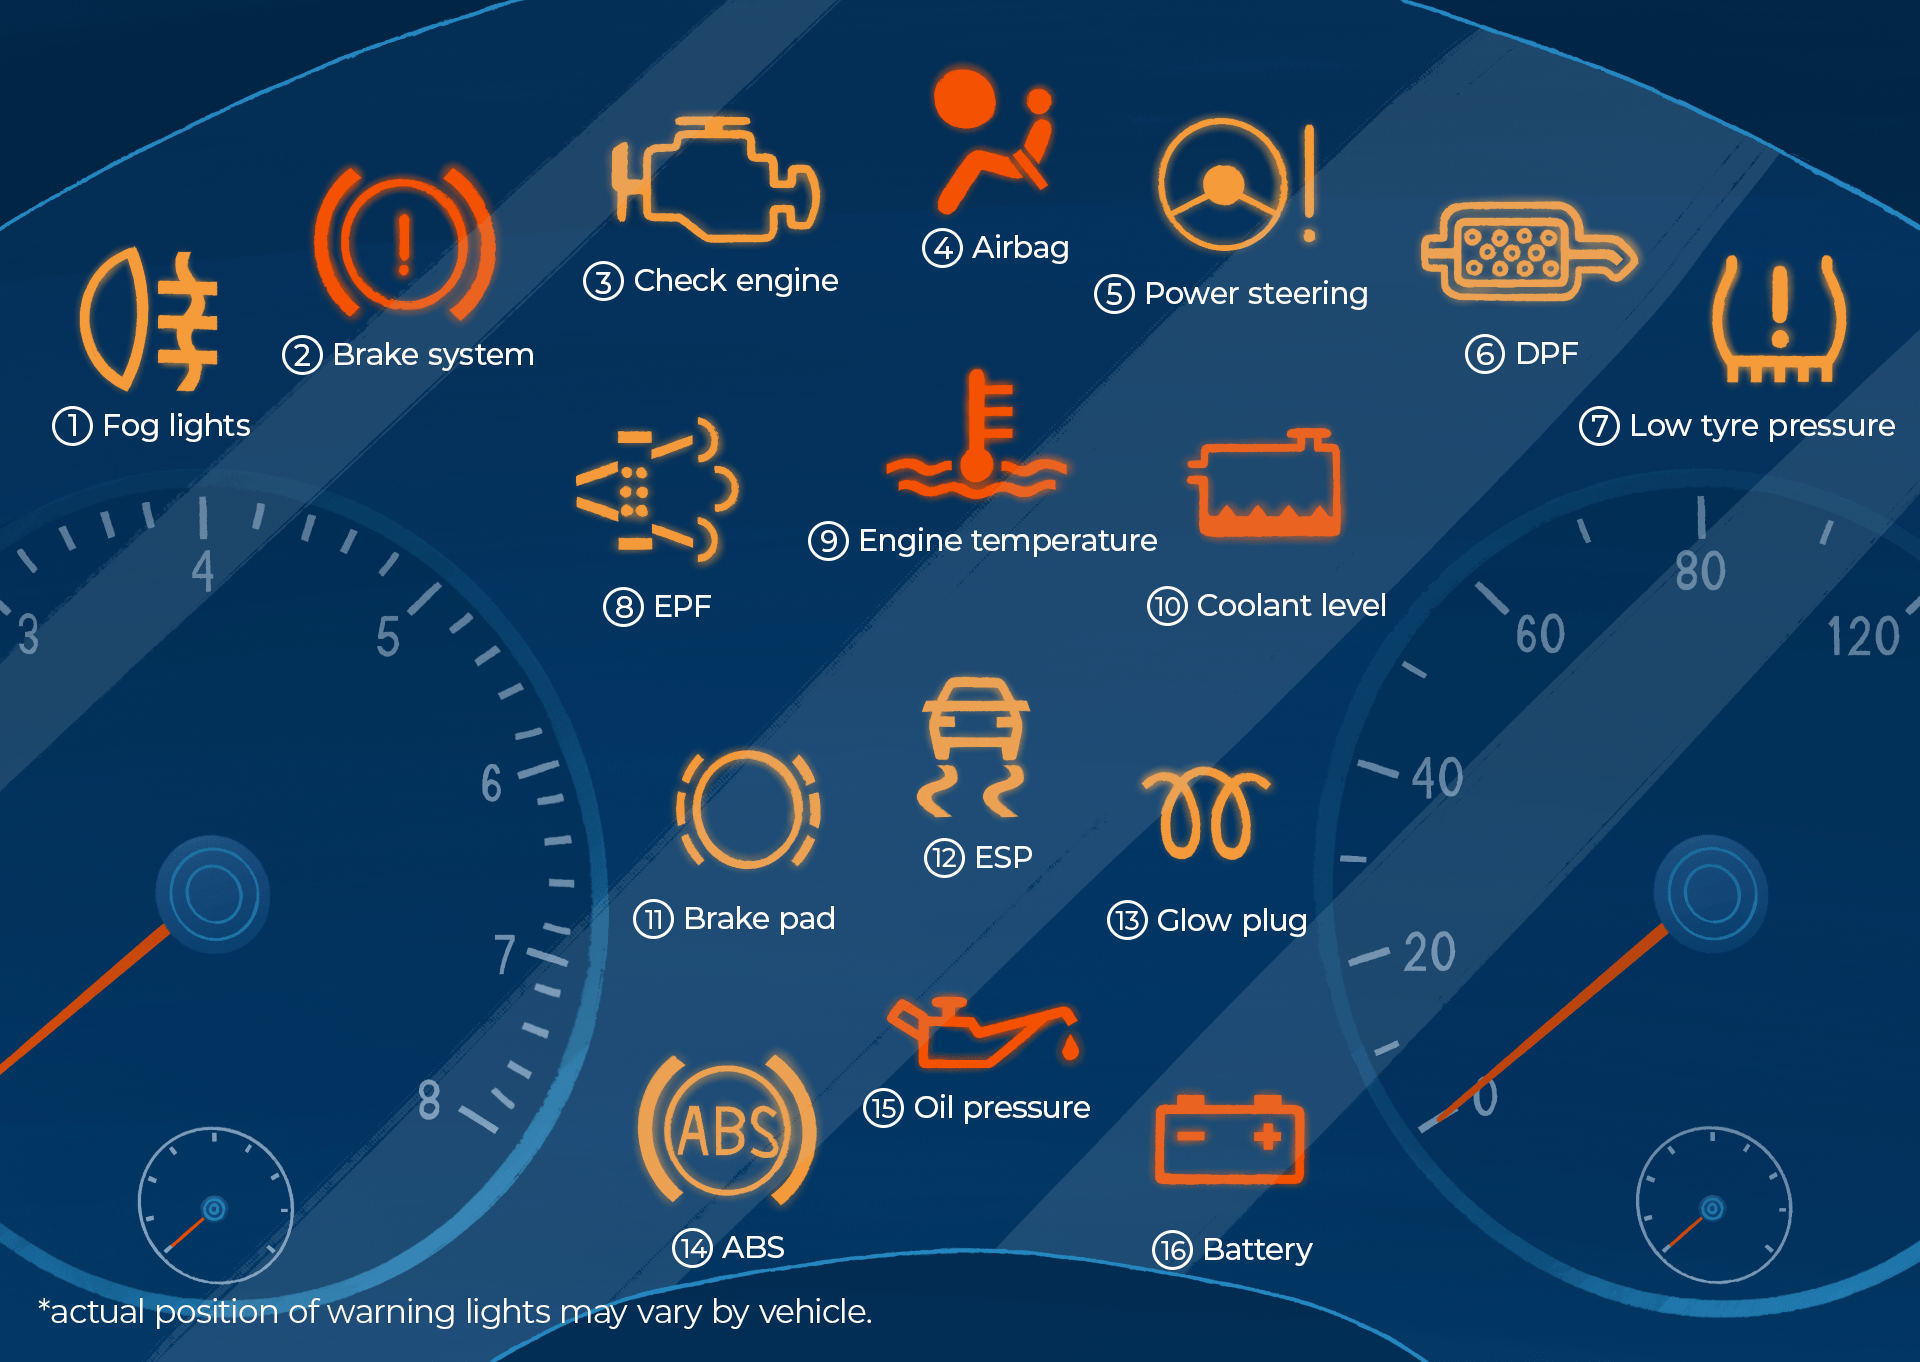 ④ Airbag
③ Check engine
⑤ Power steering
!
② Brake system
⑥ DPF
!
① Fog lights
⑦ Low tyre pressure
!
⑨ Engine temperature
⑧ EPF
⑩ Coolant level
3
4
5
6
7
8
0
20
40
60
80
120
⑫ ESP
⑪ Brake pad
⑬ Glow plug
⑮ Oil pressure
ABS
⑭ ABS
- +
⑯ Battery
*actual position of warning lights may vary by vehicle.